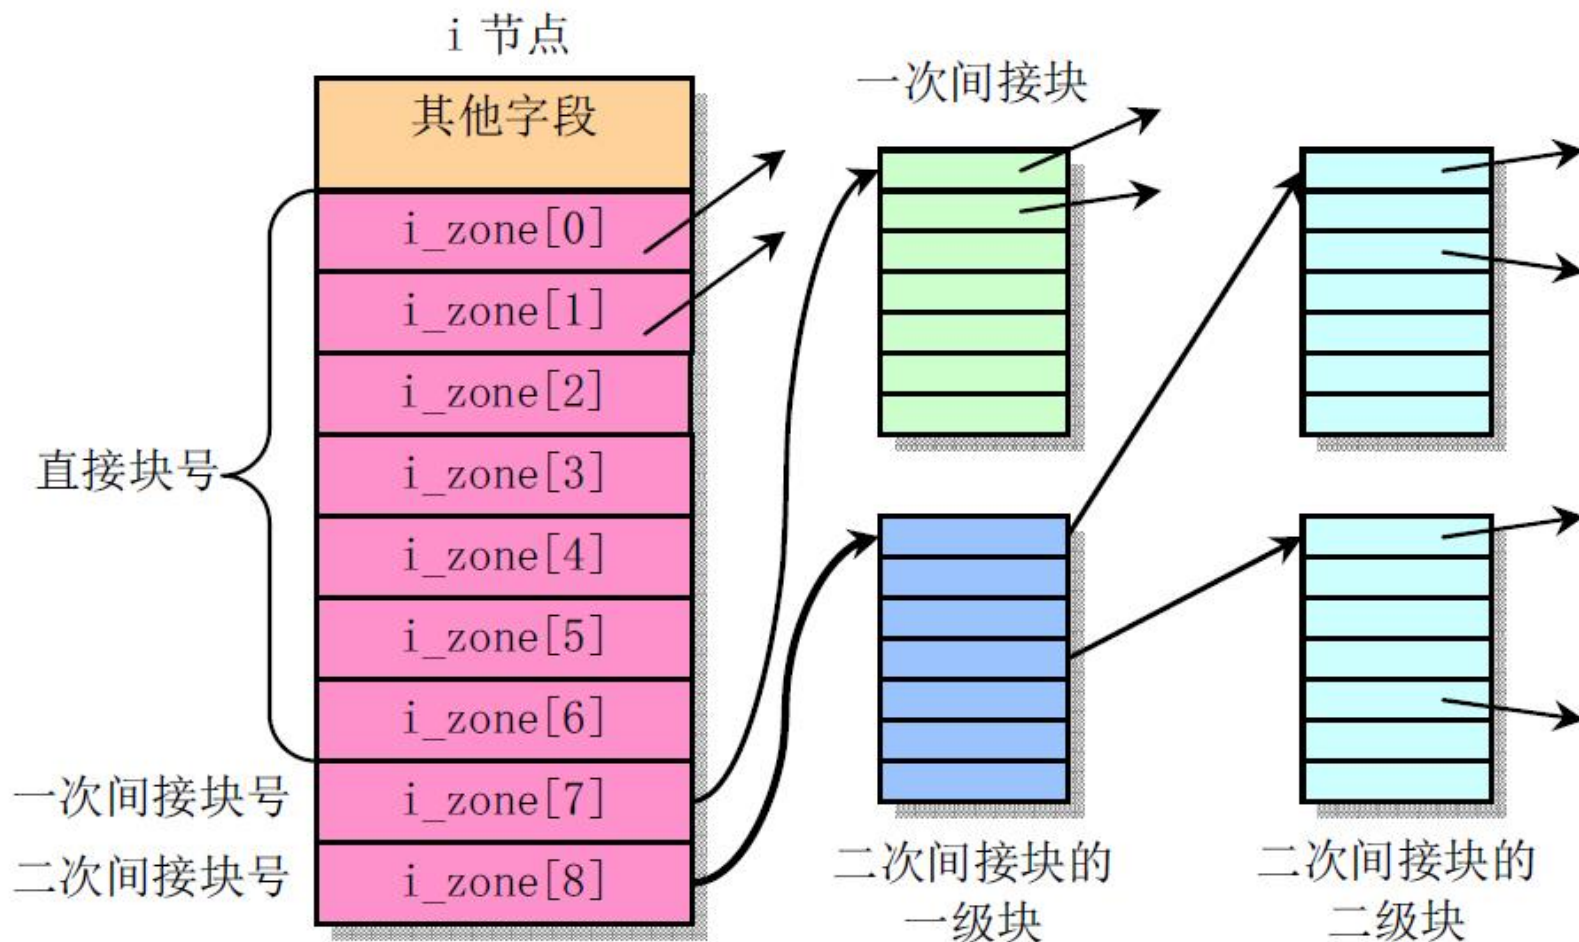 i 节点
其他字段
i_zone[0]
i_zone[1]
i_zone[2]
i_zone[3]
i_zone[4]
i_zone[5]
i_zone[6]
i_zone[7]
i_zone[8]
直接块号
一次间接块号
二次间接块号
一次间接块
二次间接块的
一级块
二次间接块的
二级块